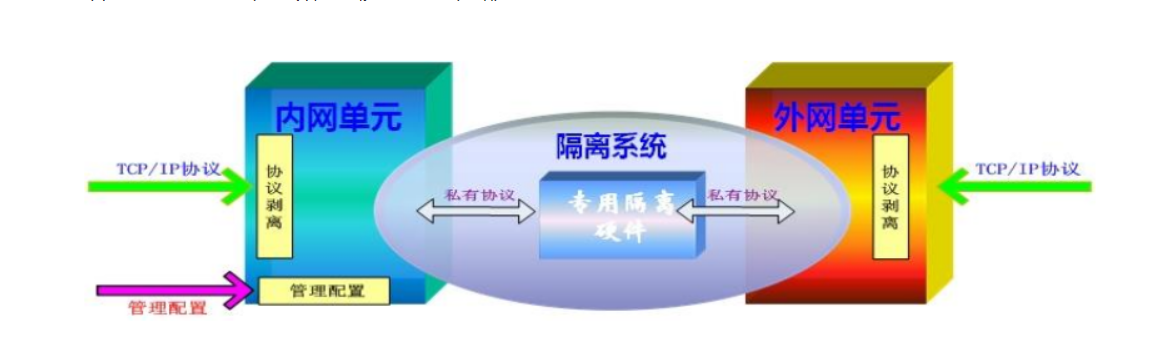 内网单元
外网单元
隔离系统
TCP/IP协议
协议剥离
私有协议
专用隔离
硬件
私有协议
协议剥离
TCP/IP协议
管理配置
管理配置